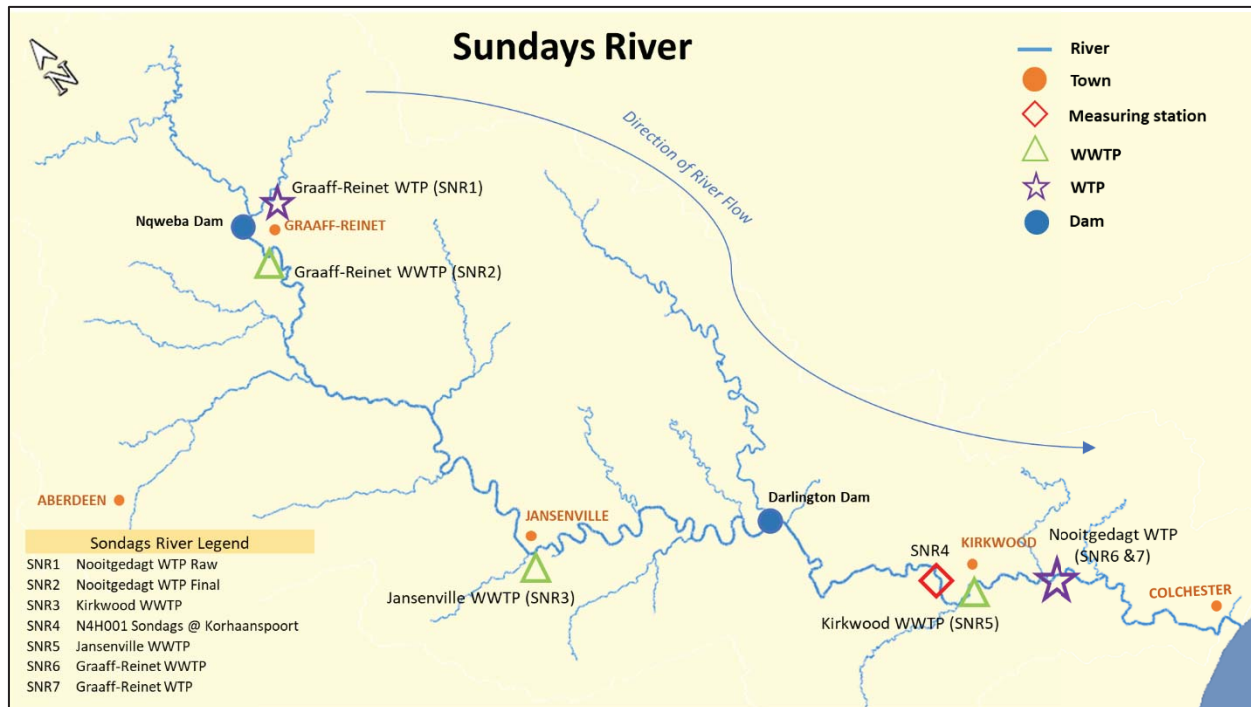 Sundays River
N
River
Town
Measuring station
WWTP
WTP
Dam
Direction of River Flow
Graaff-Reinet WTP (SNR1)
Nqweba Dam
GRAAFF-REINET
Graaff-Reinet WWTP (SNR2)
ABERDEEN
JANSENVILLE
Jansenville WWTP (SNR3)
Darlington Dam
SNR4
KIRKWOOD
Kirkwood WWTP (SNR5)
Nooitgedagt WTP
(SNR6 &7)
COLCHESTER
Sondags River Legend
SNR1 Nooitgedagt WTP Raw
SNR2 Nooitgedagt WTP Final
SNR3 Kirkwood WWTP
SNR4 N4H001 Sondags @ Korhaanspoort
SNR5 Jansenville WWTP
SNR6 Graaff-Reinet WWTP
SNR7 Graaff-Reinet WTP